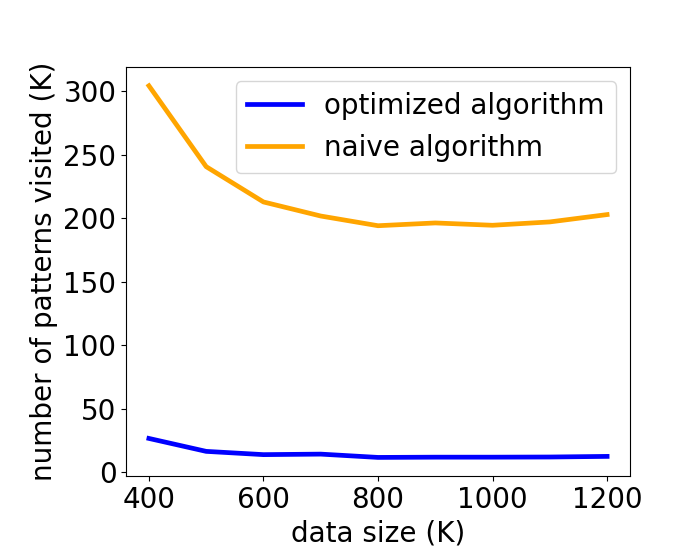 optimized algorithm
naive algorithm
number of patterns visited (K)
300
250
200
150
100
50
0
400 600 800 1000 1200
data size (K)